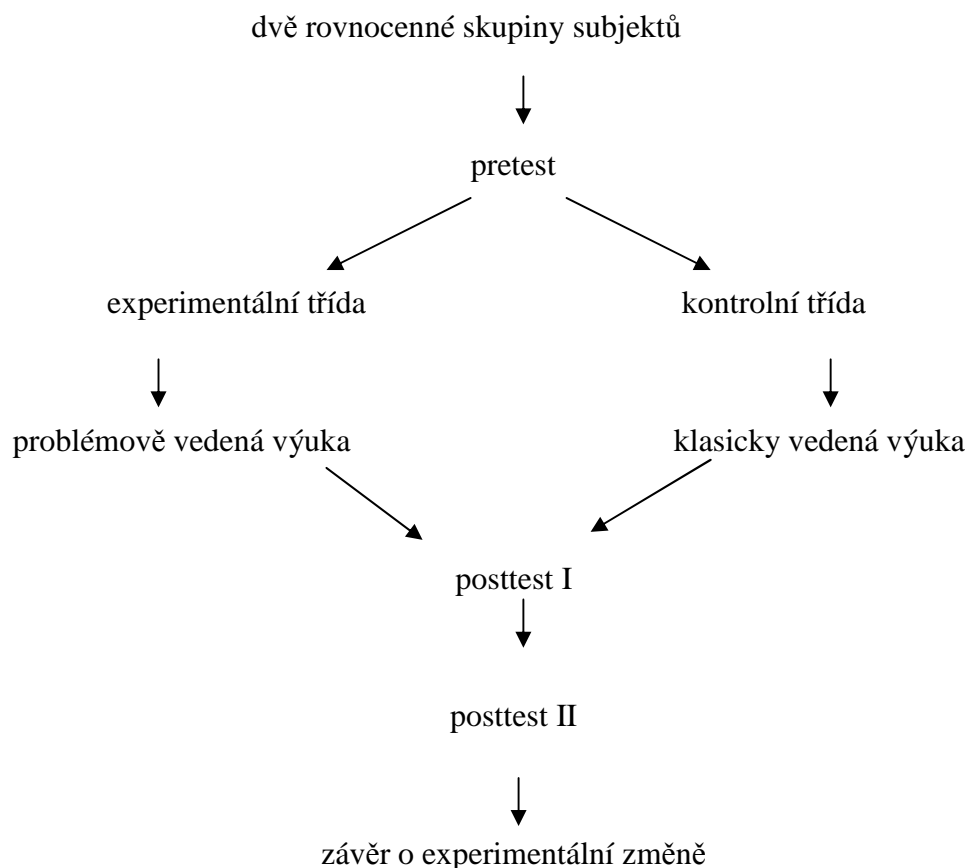 dvě rovnocenné skupiny subjektů
pretest
experimentální třída
kontrolní třída
problémově vedená výuka
klasicky vedená výuka
posttest I
posttest II
závěr o experimentální změně